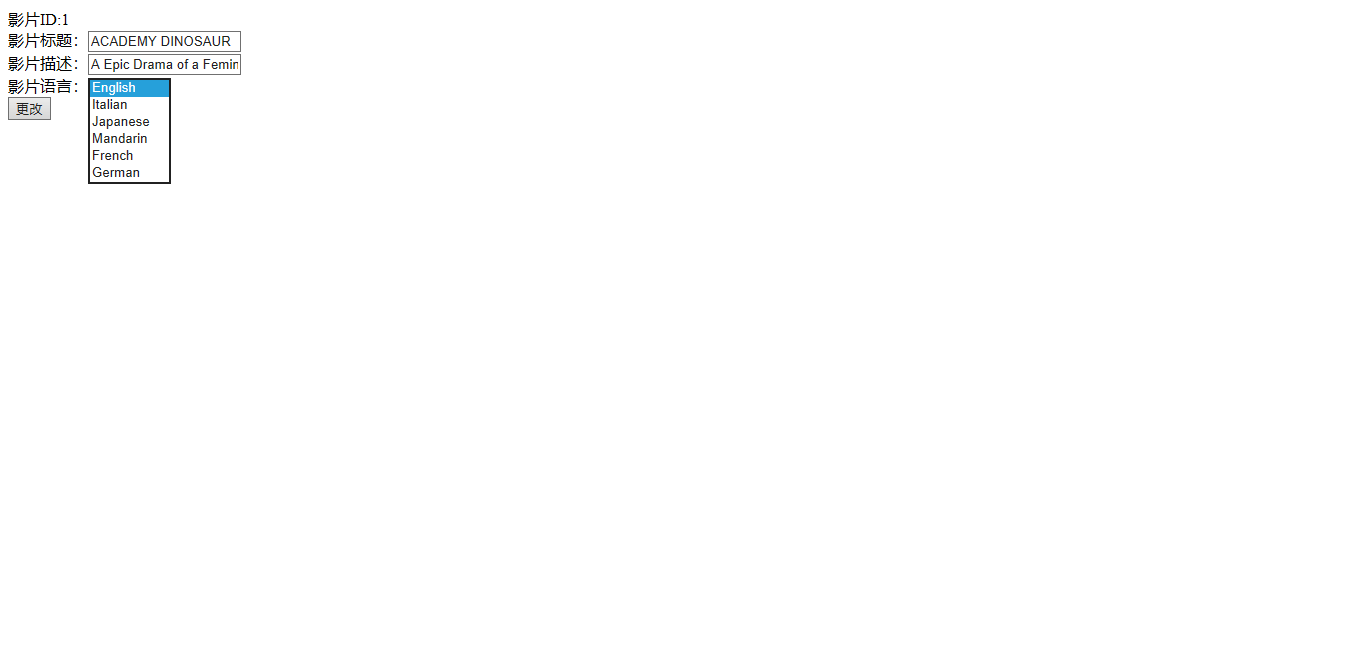 影片ID:1
影片标题：ACADEMY DINOSAUR
影片描述：A Epic Drama of a Femin
影片语言：English
Italian
更改
Japanese
Mandarin
French
German